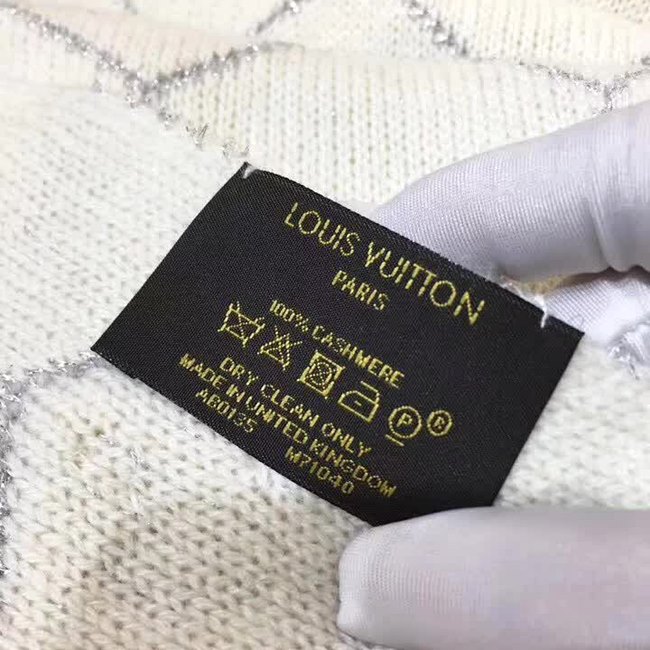 LOUIS VUITTON
PARIS
100% CASHMERE
P ®
DRY CLEAN ONLY
MADE IN UNITED KINGDOM
AB0135 M71040